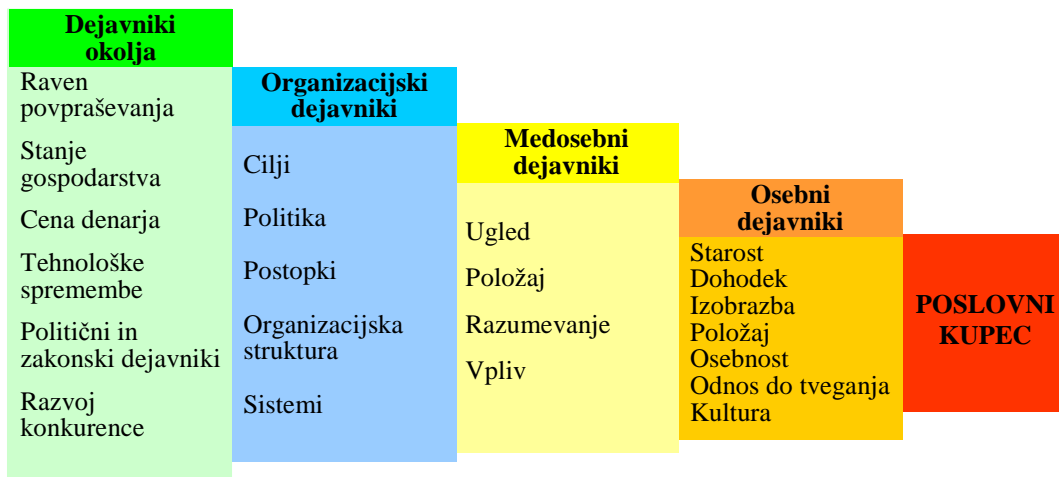 Dejavniki
okolja
Raven
povpraševanja
Stanje
gospodarstva
Cena denarja
Tehnološke
spremembe
Politični in
zakonski dejavniki
Razvoj
konkurence
Organizacijski
dejavniki
Cilji
Politika
Postopki
Organizacijska
struktura
Sistemi
Medosebni
dejavniki
Ugled
Položaj
Razumevanje
Vpliv
Osebni
dejavniki
Starost
Dohodek
Izobrazba
Položaj
Osebnost
Odnos do tveganja
Kultura
POSLOVNI
KUPEC